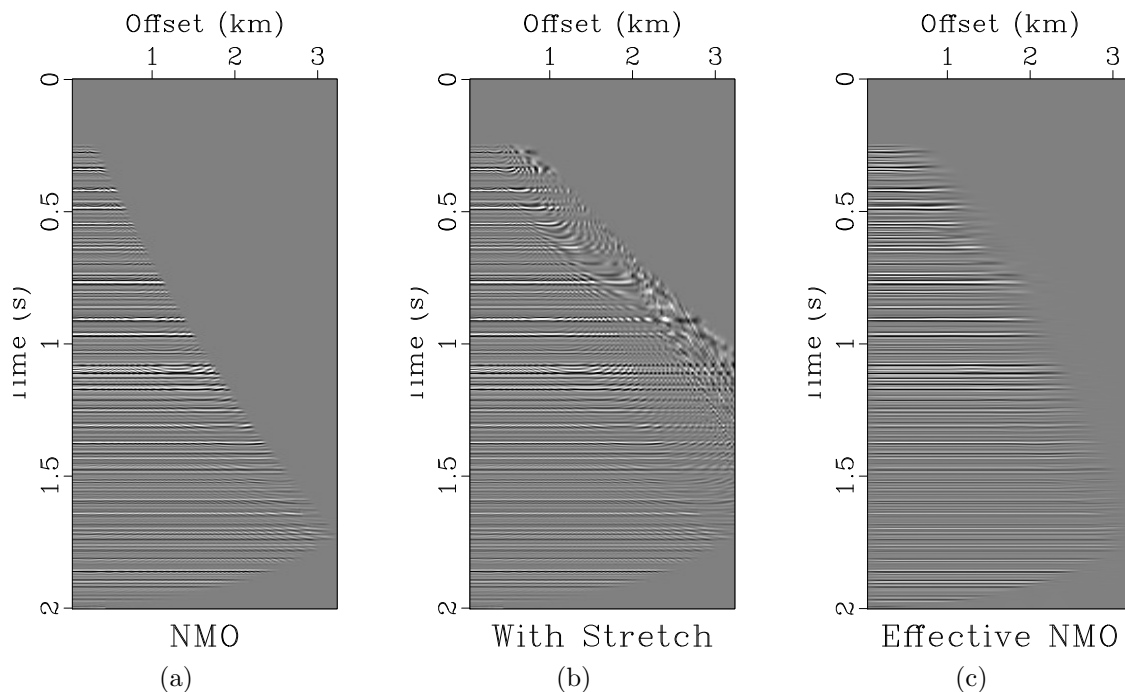 Offset (km) Offset (km) Offset (km)
1 2 3 1 2 3 1 2 3
0 0 0
0.5 0.5 0.5
Time (s) Time (s) Time (s)
1 1 1
1.5 1.5 1.5
2 2 2
NMO With Stretch Effective NMO
(a) (b) (c)